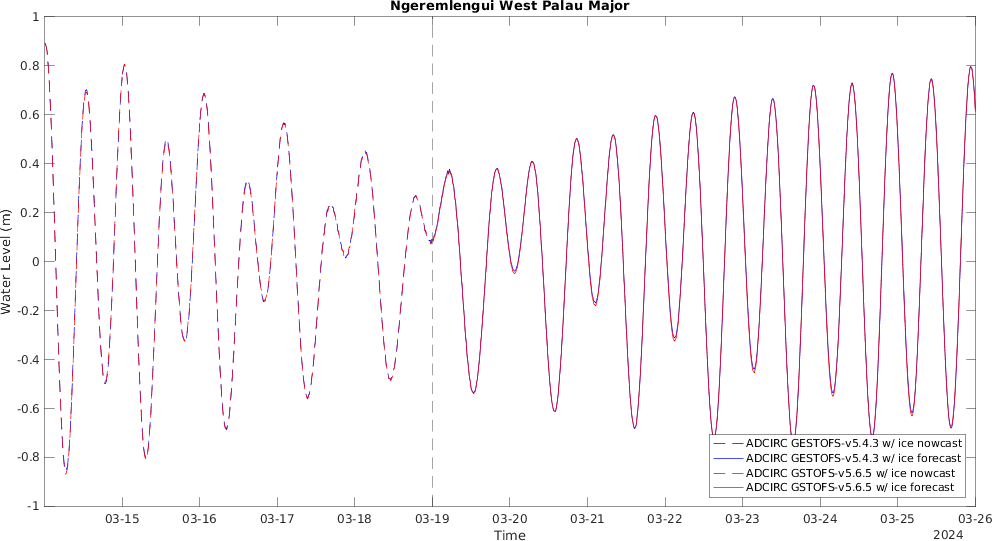 Ngeremlengui West Palau Major
1
0.8
0.6
0.4
0.2
0
-0.2
-0.4
-0.6
-0.8
-1
Water Level (m)
ADCIRC GESTOFS-v5.4.3 w/ ice nowcast
ADCIRC GESTOFS-v5.4.3 w/ ice forecast
ADCIRC GSTOFS-v5.6.5 w/ ice nowcast
ADCIRC GSTOFS-v5.6.5 w/ ice forecast
03-15 03-16 03-17 03-18 03-19 03-20 03-21 03-22 03-23 03-24 03-25 03-26
Time
2024